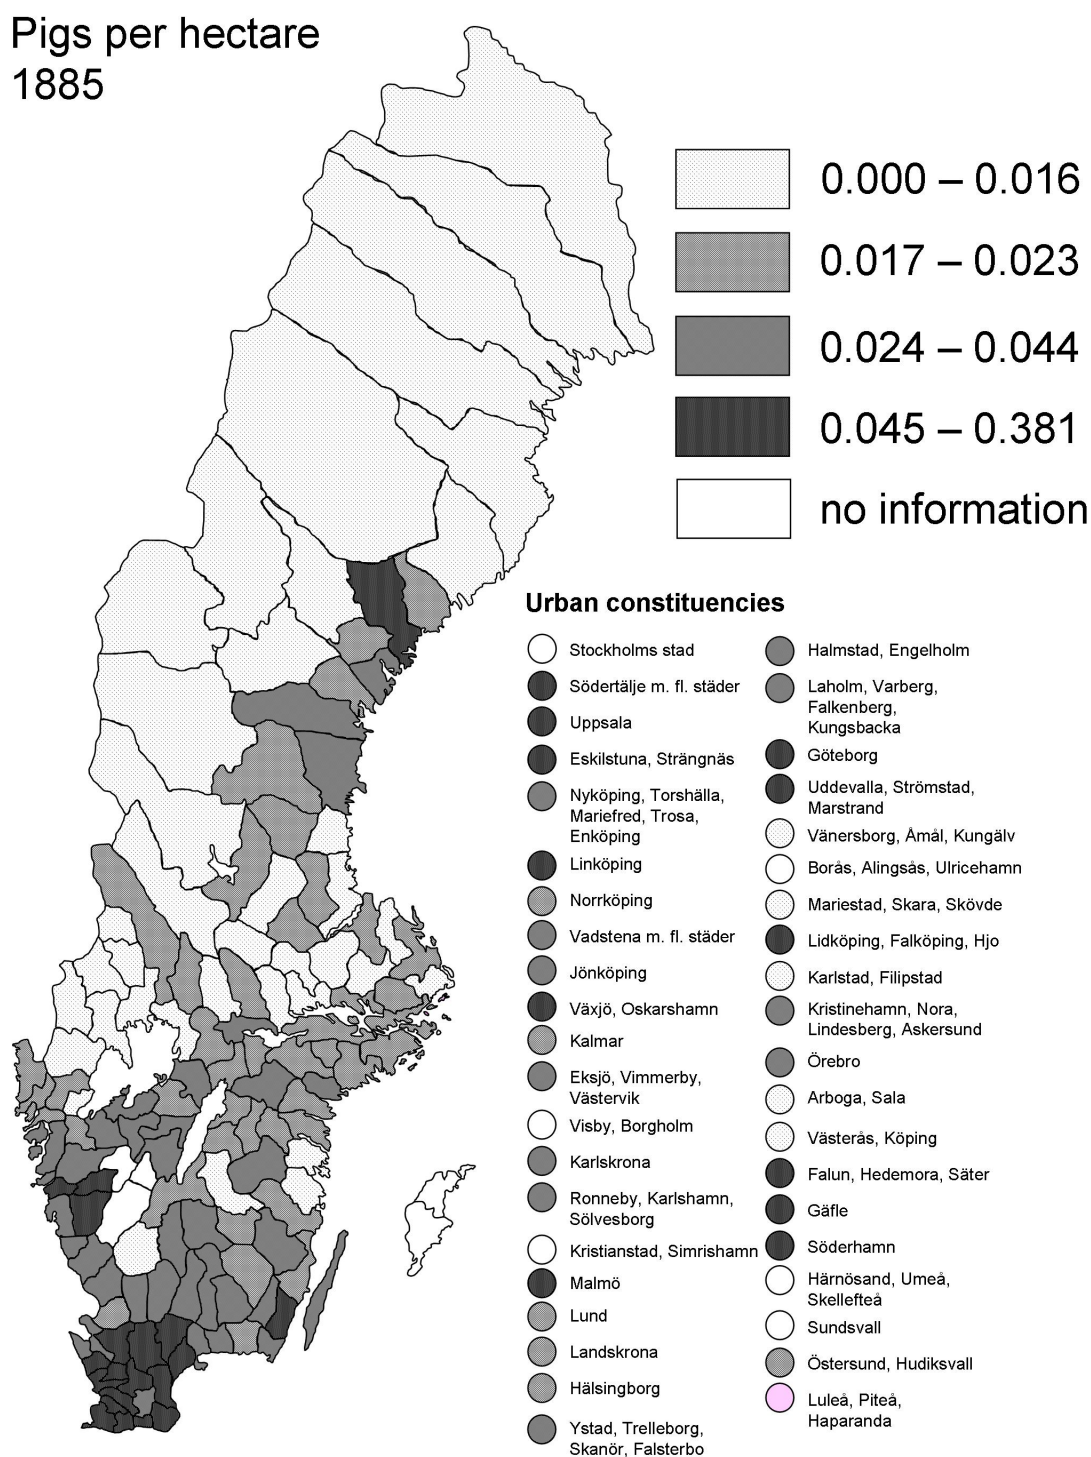 Pigs per hectare
1885
0.000 – 0.016
0.017 – 0.023
0.024 – 0.044
0.045 – 0.381
no information
Urban constituencies
Stockholms stad
Södertälje m. fl. städer
Uppsala
Eskilstuna, Strängnäs
Nyköping, Torshälla,
Mariefred, Trosa,
Enköping
Linköping
Norrköping
Vadstena m. fl. städer
Jönköping
Växjö, Oskarshamn
Kalmar
Eksjö, Vimmerby,
Västervik
Visby, Borgholm
Karlskrona
Ronneby, Karlshamn,
Sölvesborg
Kristianstad, Simrishamn
Malmö
Lund
Landskrona
Hälsingborg
Ystad, Trelleborg,
Skanör, Falsterbo
Halmstad, Engelholm
Laholm, Varberg,
Falkenberg,
Kungsbacka
Göteborg
Uddevalla, Strömstad,
Marstrand
Vänersborg, Åmål, Kungälv
Borås, Alingsås, Ulricehamn
Mariestad, Skara, Skövde
Lidköping, Falköping, Hjo
Karlstad, Filipstad
Kristinehamn, Nora,
Lindesberg, Askersund
Örebro
Arboga, Sala
Västerås, Köping
Falun, Hedemora, Säter
Gäfle
Söderhamn
Härnösand, Umeå,
Skellefteå
Sundsvall
Östersund, Hudiksvall
Luleå, Piteå,
Haparanda